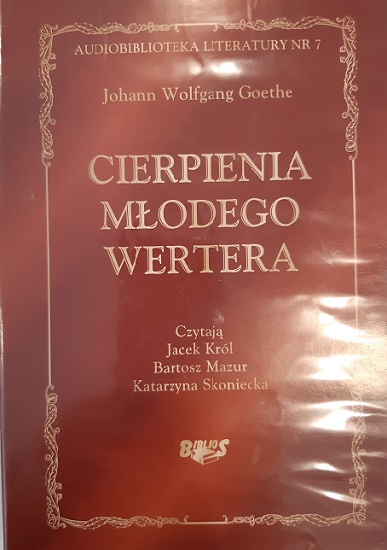 AUDIOBIBLIOTEKA LITERATURY NR 7
Johann Wolfgang Goethe
CIERPIENIA
MŁODEGO
WERTERA
Czytają
Jacek Król
Bartosz Mazur
Katarzyna Skoniecka
BIBLIOS